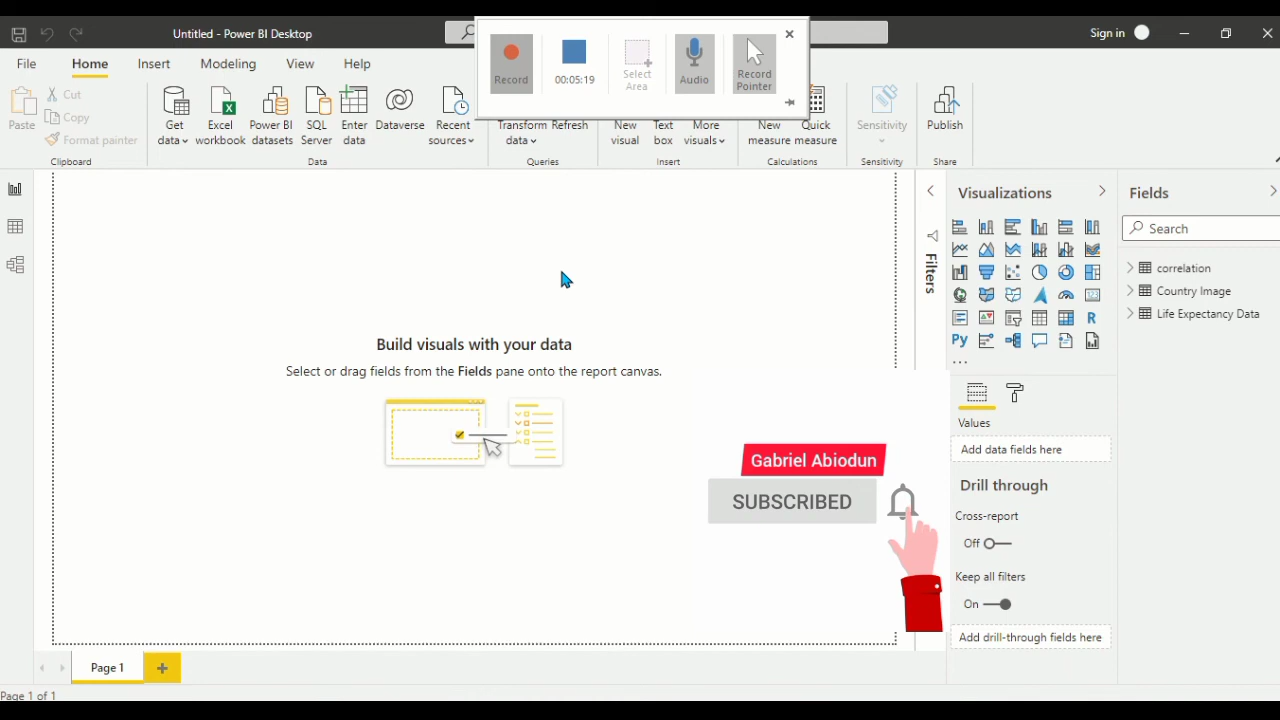 Untitled - Power BI Desktop
Sign in
Record
00:05:19
Select Area
Audio
Record Pointer
File
Home
Insert
Modeling
View
Help
Paste
Cut
Copy
Format painter
Clipboard
Get data
Excel workbook
Power BI datasets
SQL Server
Enter data
Dataverse
Recent sources
Data
Transform data
Refresh
Queries
New visual
Text box
More visuals
Insert
New measure
Quick measure
Calculations
Sensitivity
Sensitivity
Publish
Share
Build visuals with your data
Select or drag fields from the Fields pane onto the report canvas.
Gabriel Abiodun
SUBSCRIBED
Filters
Visualizations
R
Py
Values
Add data fields here
Drill through
Cross-report
Off
Keep all filters
On
Add drill-through fields here
Fields
Search
correlation
Country Image
Life Expectancy Data
Page 1
Page 1 of 1